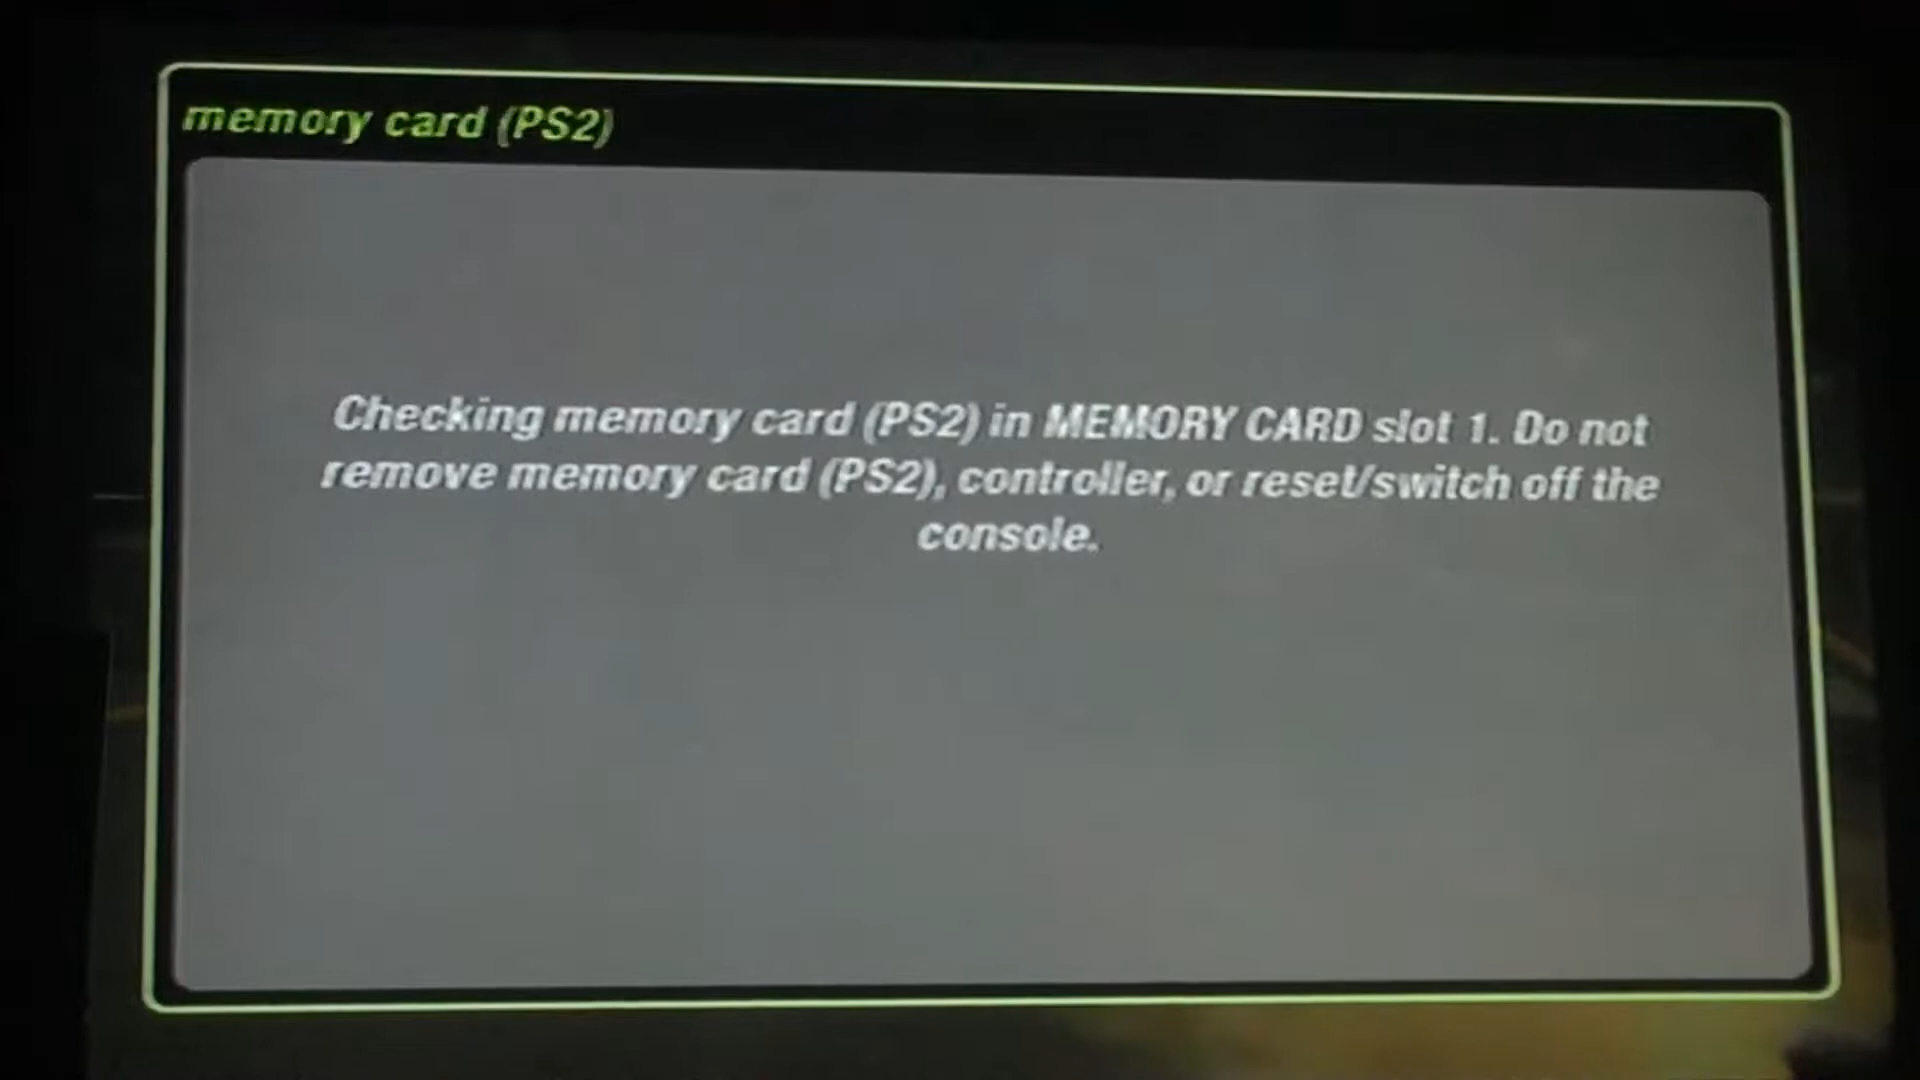 memory card (PS2)
Checking memory card (PS2) in MEMORY CARD slot 1. Do not
remove memory card (PS2), controller, or reset/switch off the
console.